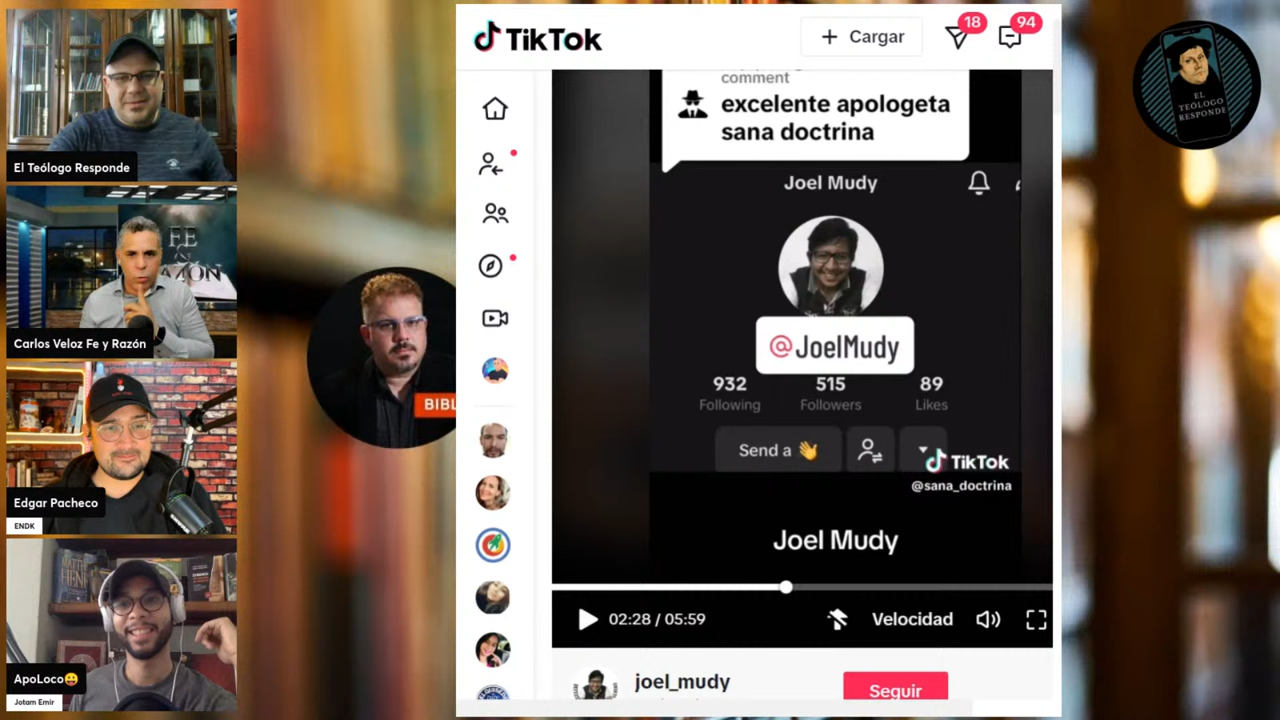 El Teólogo Responde
FE
&
RAZÓN
Carlos Veloz Fe y Razón
Edgar Pacheco
ENDK
ApoLoco😛
Jotam Emir
BIBL
TikTok
+ Cargar
18
94
comment
excelente apologeta
sana doctrina
Joel Mudy
@JoelMudy
932
515
89
Following
Followers
Likes
Send a 👋
TikTok
@sana_doctrina
Joel Mudy
02:28 / 05:59
Velocidad
joel_mudy
Seguir
EL
TEÓLOGO
RESPONDE